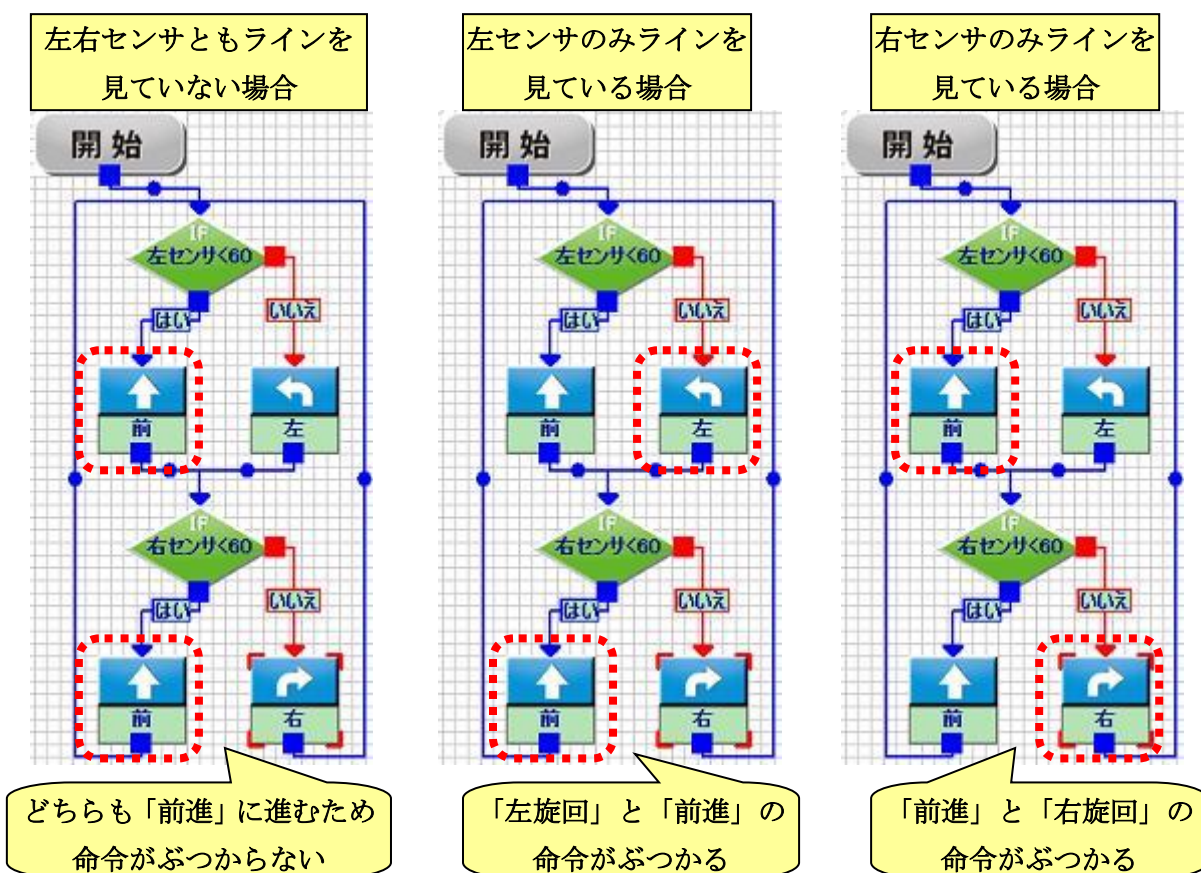 左右センサともラインを
見ていない場合
開始
IF
左センサ<60
はい
いいえ
前
左
IF
右センサ<60
はい
いいえ
前
右
どちらも「前進」に進むため
命令がぶつからない
左センサのみラインを
見ている場合
開始
IF
左センサ<60
はい
いいえ
前
左
IF
右センサ<60
はい
いいえ
前
右
「左旋回」と「前進」の
命令がぶつかる
右センサのみラインを
見ている場合
開始
IF
左センサ<60
はい
いいえ
前
左
IF
右センサ<60
はい
いいえ
前
右
「前進」と「右旋回」の
命令がぶつかる